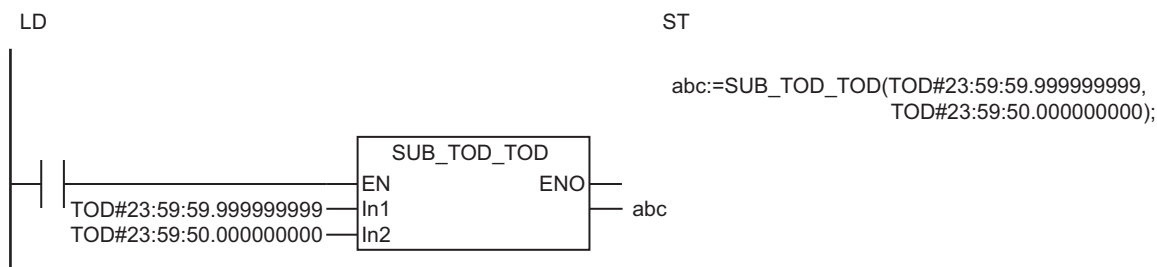 LD
ST
abc:=SUB_TOD_TOD(TOD#23:59:59.999999999,
TOD#23:59:50.000000000);
SUB_TOD_TOD
EN ENO
TOD#23:59:59.999999999 In1 abc
TOD#23:59:50.000000000 In2